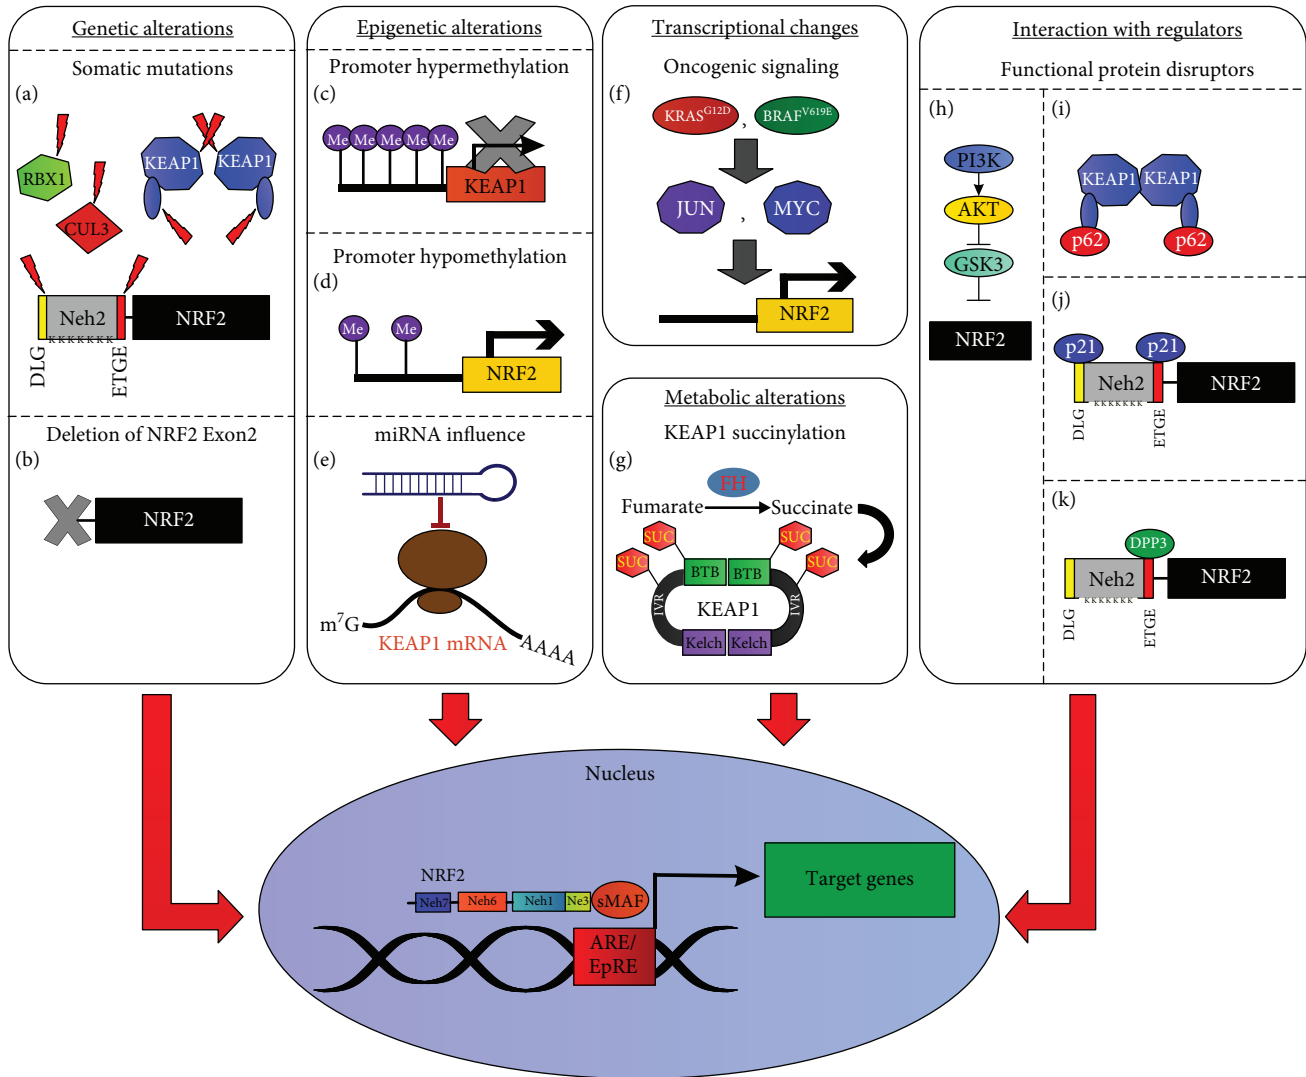 Genetic alterations
Somatic mutations
(a)
RBX1
KEAP1
KEAP1
CUL3
Neh2
NRF2
K K K K K K K
DLG
ETGE
Deletion of NRF2 Exon2
(b)
NRF2
Epigenetic alterations
Promoter hypermethylation
(c)
Me
Me
Me
Me
Me
KEAP1
Promoter hypomethylation
(d)
Me
Me
NRF2
miRNA influence
(e)
m⁷G
KEAP1 mRNA
AAAA
Transcriptional changes
Oncogenic signaling
(f)
KRAS^G12D , BRAF^V619E
JUN , MYC
NRF2
Metabolic alterations
KEAP1 succinylation
(g)
FH
Fumarate
Succinate
SUC
SUC
SUC
SUC
BTB
BTB
IVR
KEAP1
IVR
Kelch
Kelch
Interaction with regulators
Functional protein disruptors
(h)
PI3K
AKT
GSK3
NRF2
(i)
KEAP1
KEAP1
p62
p62
(j)
p21
p21
Neh2
NRF2
K K K K K K K
DLG
ETGE
(k)
DPP3
Neh2
NRF2
K K K K K K K
DLG
ETGE
Nucleus
NRF2
Neh7
Neh6
Neh1
Ne3
sMAF
ARE/
EpRE
Target genes